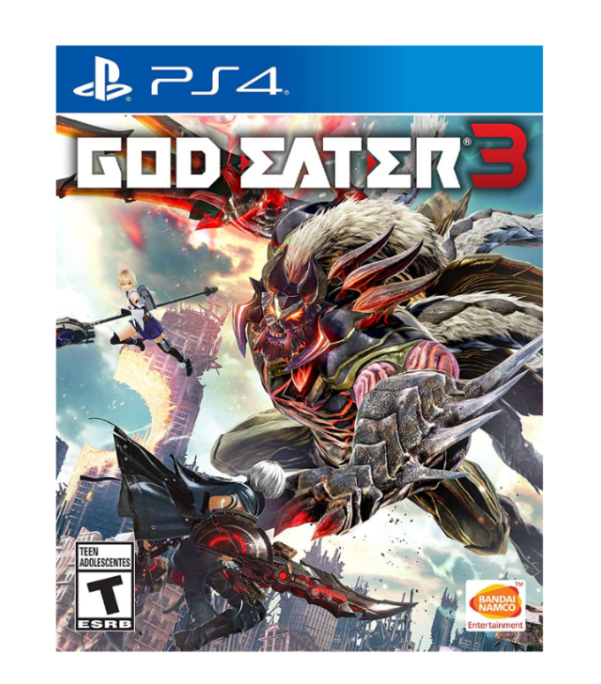 PS4
GOD EATER® 3
TEEN
ADOLESCENTES
T
ESRB
BANDAI
NAMCO
Entertainment